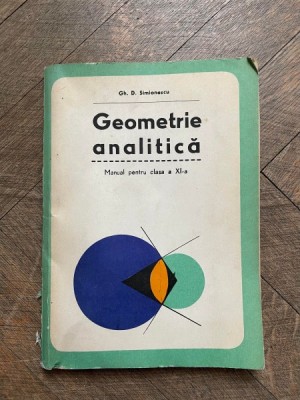 Gh. D. Simionescu
Geometrie
analitică
Manual pentru clasa a XI-a